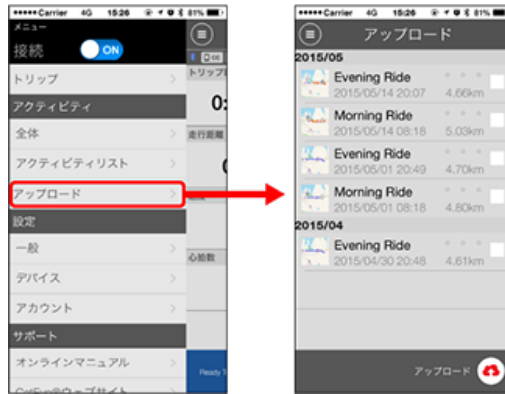 ●●●●● Carrier 4G 15:26 81%
メニュー
接続 ON
トリップ
アクティビティ
全体
アクティビティリスト
アップロード
設定
一般
デバイス
アカウント
サポート
オンラインマニュアル
走行距離
心拍数
Ready
●●●●● Carrier 4G 15:26 81%
アップロード
2015/05
Evening Ride
2015/05/14 20:07 4.66km
Morning Ride
2015/05/14 08:18 5.03km
Evening Ride
2015/05/01 20:49 4.70km
Morning Ride
2015/05/01 08:18 4.80km
2015/04
Evening Ride
2015/04/30 20:48 4.61km
アップロード